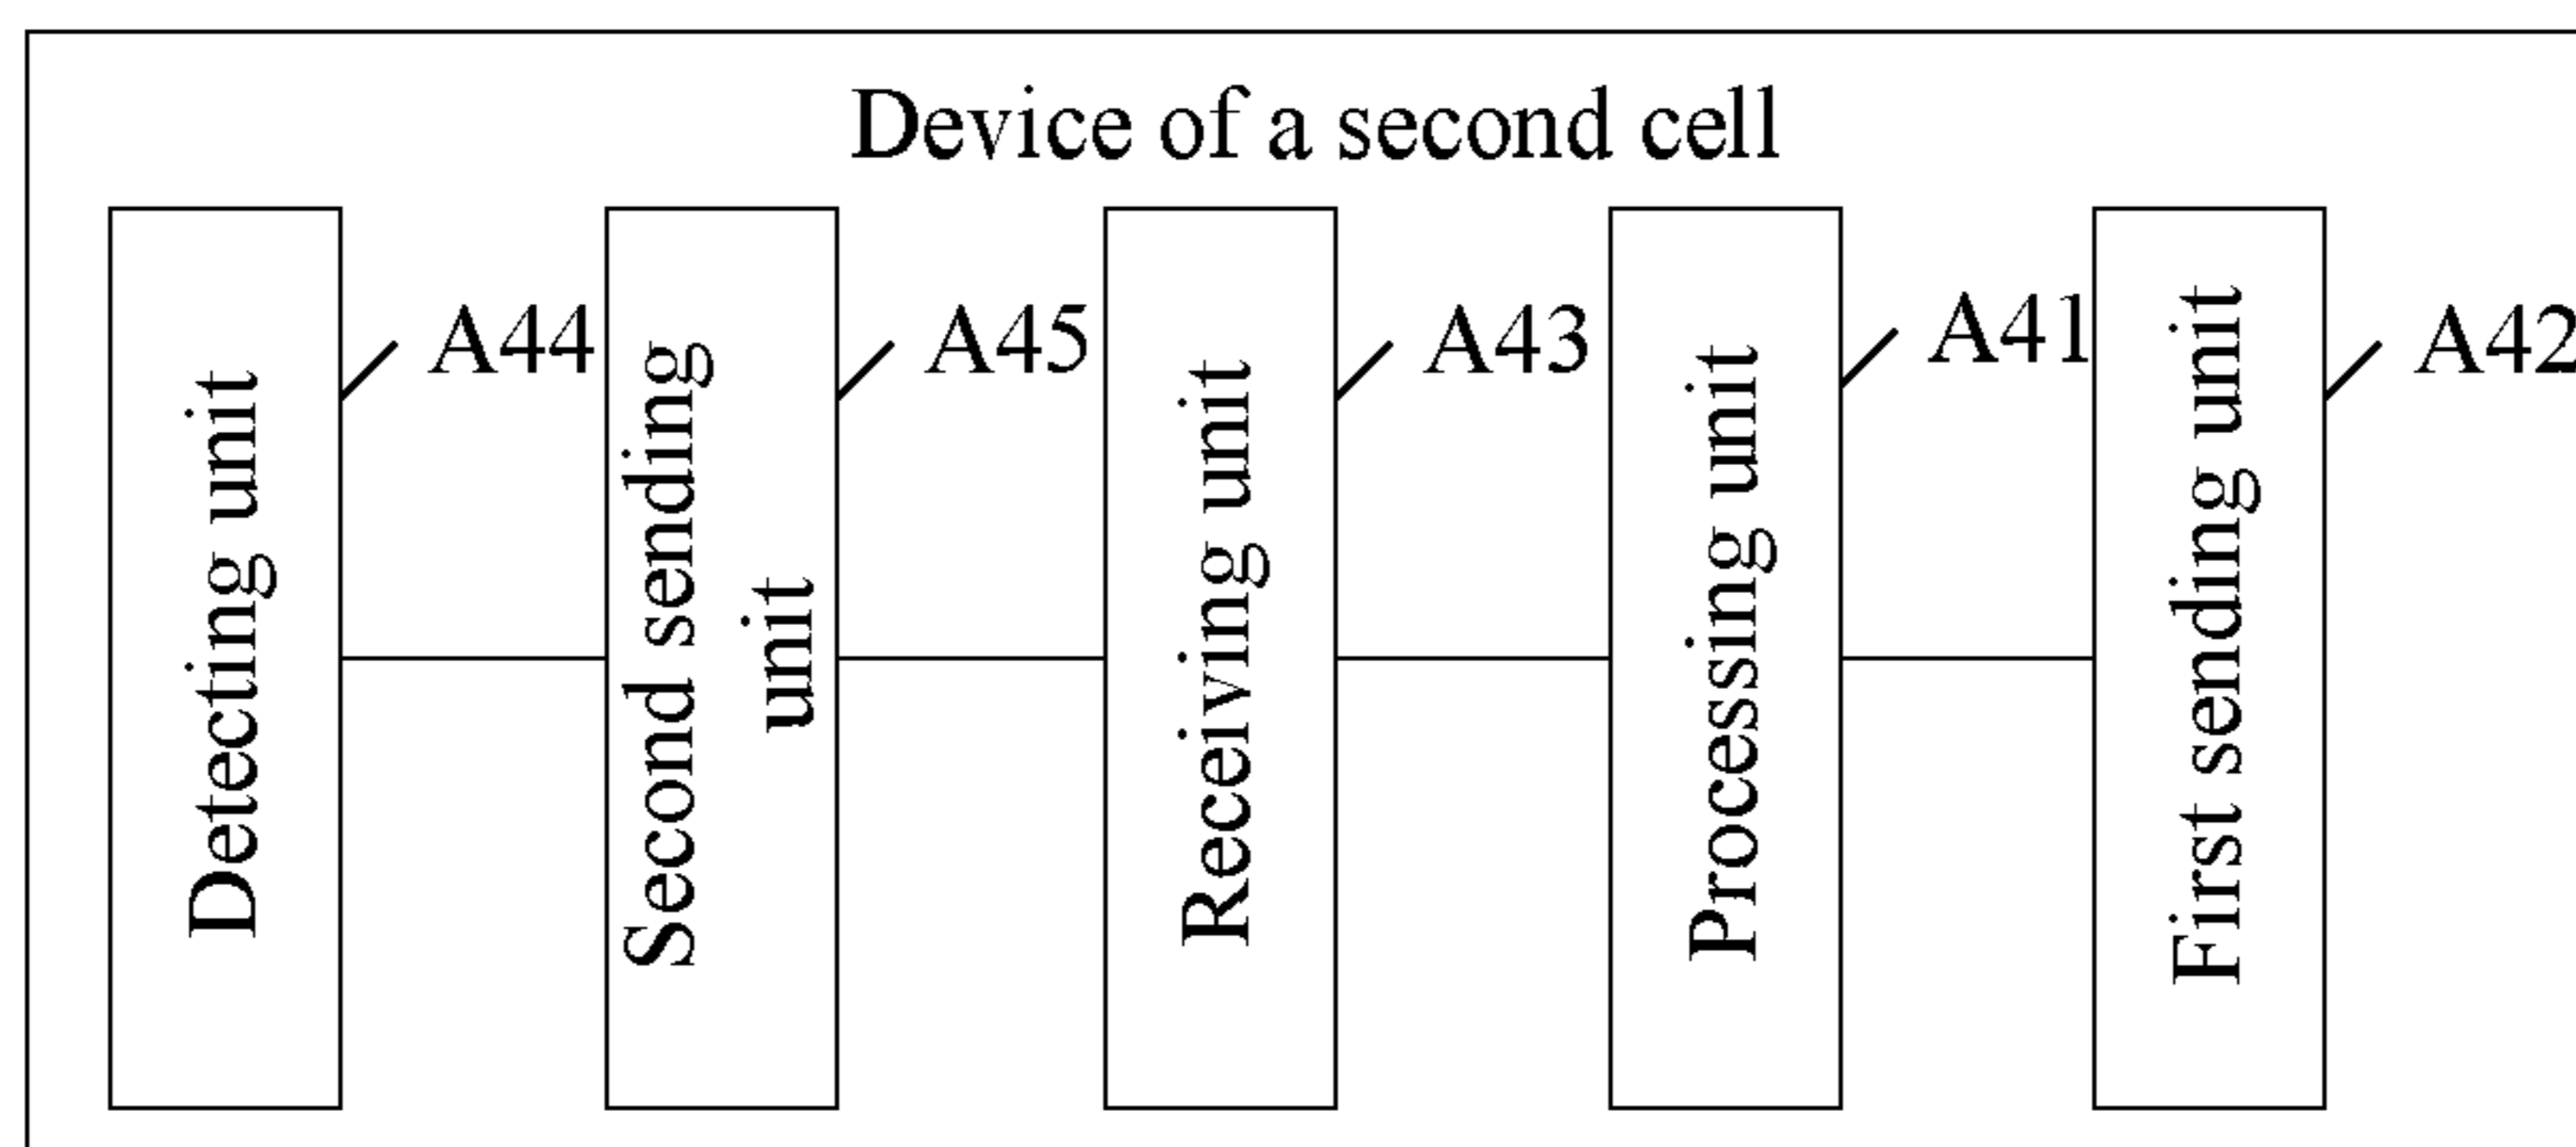 Device of a second cell
Detecting unit
A44
Second sending
unit
A45
Receiving unit
A43
Processing unit
A41
First sending unit
A42